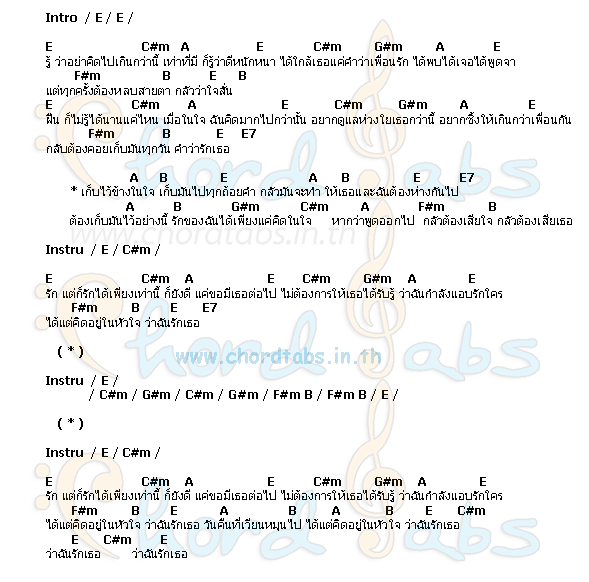 Intro / E / E /
E C#m A E C#m G#m A E
รู้ ว่าอย่าคิดไปเกินกว่านี้ เท่าที่มี ก็รู้ว่าดีหนักหนา ได้ใกล้เธอแค่คำว่าเพื่อนรัก ได้พบได้เจอได้พูดจา
F#m B E B
แต่ทุกครั้งต้องหลบสายตา กลัวว่าใจสั่น
E C#m A E C#m G#m A E
ฝืน ก็ไม่รู้ได้นานแค่ไหน เมื่อในใจ ฉันคิดมากไปกว่านั้น อยากดูแลห่วงใยเธอกว่านี้ อยากซึ้งให้เกินกว่าเพื่อนกัน
F#m B E E7
กลับต้องคอยเก็บมันทุกวัน คำว่ารักเธอ
A B E A B E E7
* เก็บไว้ข้างในใจ เก็บมันไปทุกถ้อยคำ กลัวมันจะทำ ให้เธอและฉันต้องห่างกันไป
A B G#m C#m A F#m B
ต้องเก็บมันไว้อย่างนี้ รักของฉันได้เพียงแค่คิดในใจ หากว่าพูดออกไป กลัวต้องเสียใจ กลัวต้องเสียเธอ
www.chordtabs.in.th
Instru / E / C#m /
E C#m A E C#m G#m A E
รัก แต่ก็รักได้เพียงเท่านี้ ก็ยังดี แค่ขอมีเธอต่อไป ไม่ต้องการให้เธอได้รับรู้ ว่าฉันกำลังแอบรักใคร
F#m B E E7
ได้แต่คิดอยู่ในหัวใจ ว่าฉันรักเธอ
( * )
www.chordtabs.in.th
Instru / E /
/ C#m / G#m / C#m / G#m / F#m B / F#m B / E /
( * )
Instru / E / C#m /
E C#m A E C#m G#m A E
รัก แต่ก็รักได้เพียงเท่านี้ ก็ยังดี แค่ขอมีเธอต่อไป ไม่ต้องการให้เธอได้รับรู้ ว่าฉันกำลังแอบรักใคร
F#m B E A B A B E C#m
ได้แต่คิดอยู่ในหัวใจ ว่าฉันรักเธอ วันคืนที่เวียนหมุนไป ได้แต่คิดอยู่ในหัวใจ ว่าฉันรักเธอ
E C#m E
ว่าฉันรักเธอ ว่าฉันรักเธอ